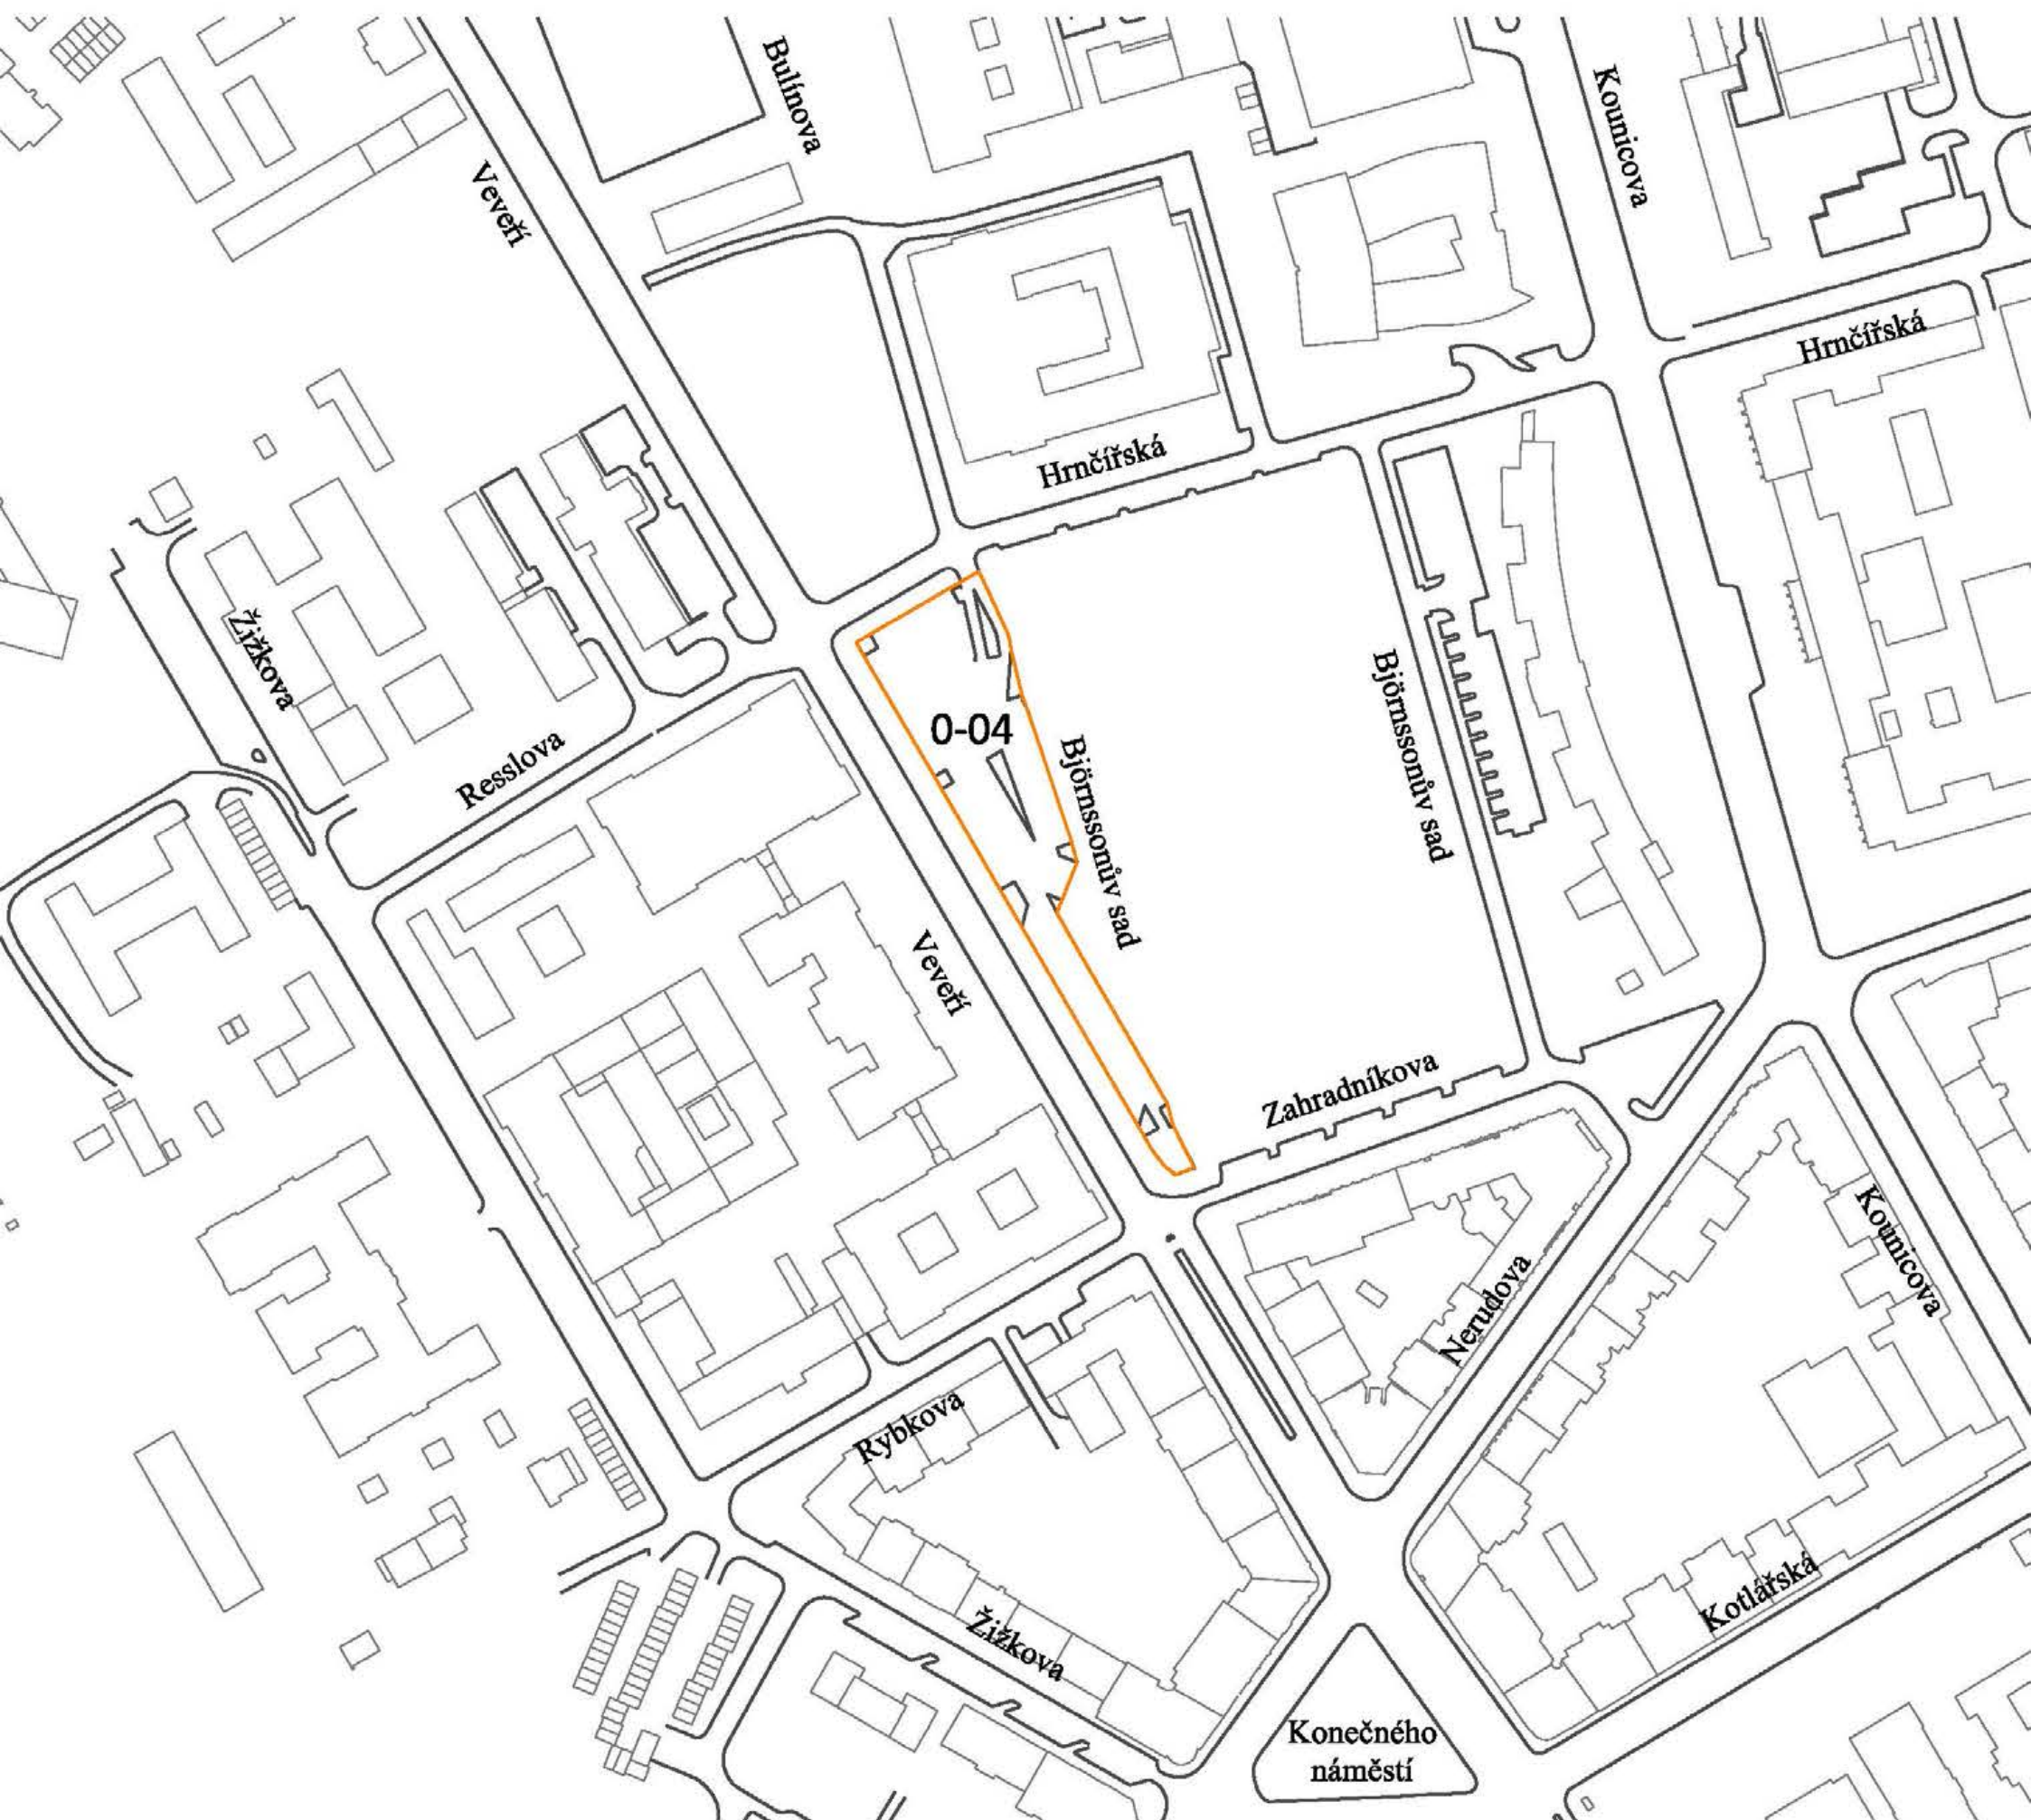 Bulínova
Kounicova
Veveří
Hrnčířská
Hrnčířská
Žižkova
Resslova
0-04
Björnssonův sad
Björnssonův sad
Veveří
Zahradníkova
Kounicova
Nerudova
Rybkova
Kotlářská
Žižkova
Konečného
náměstí